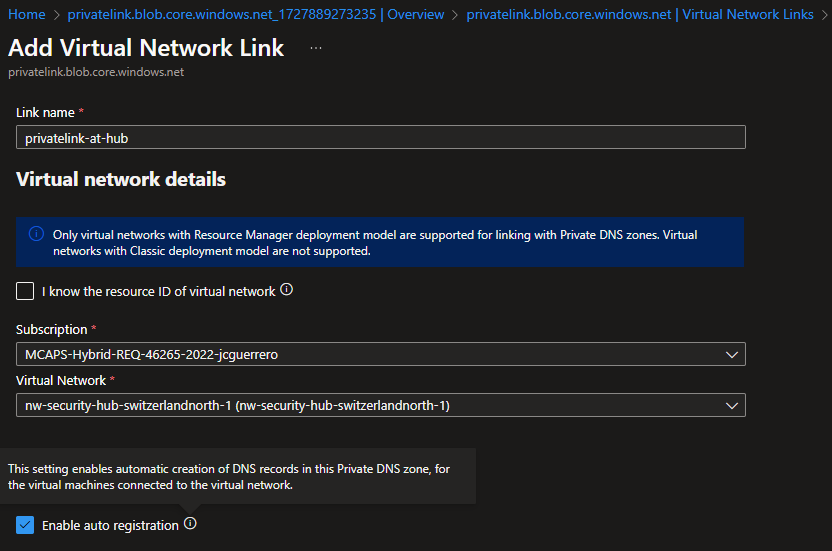 Home > privatelink.blob.core.windows.net_1727889273235 | Overview > privatelink.blob.core.windows.net | Virtual Network Links >
Add Virtual Network Link ...
privatelink.blob.core.windows.net
Link name *
privatelink-at-hub
Virtual network details
Only virtual networks with Resource Manager deployment model are supported for linking with Private DNS zones. Virtual
networks with Classic deployment model are not supported.
I know the resource ID of virtual network
Subscription *
MCAPS-Hybrid-REQ-46265-2022-jcguerrero
Virtual Network *
nw-security-hub-switzerlandnorth-1 (nw-security-hub-switzerlandnorth-1)
This setting enables automatic creation of DNS records in this Private DNS zone, for
the virtual machines connected to the virtual network.
Enable auto registration